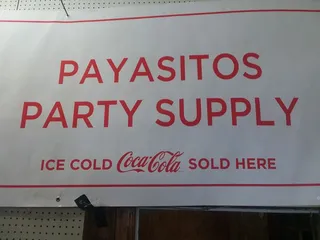 PAYASITOS
PARTY SUPPLY
ICE COLD Coca-Cola SOLD HERE